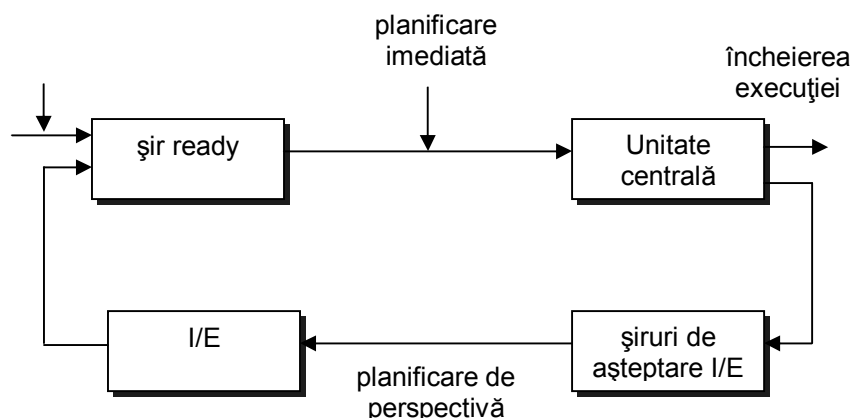 planificare
imediată
încheierea
execuţiei
şir ready
Unitate
centrală
I/E
şiruri de
aşteptare I/E
planificare de
perspectivă